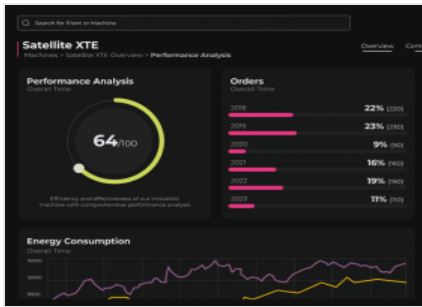 Search for Plant or Machine
Satellite XTE
Machines > Satellite XTE Overview > Performance Analysis
Overview
Performance Analysis
Overall Time
64/100
Efficiency and effectiveness of our industrial
machine with comprehensive performance analysis
Orders
Overall Time
2018 22% (220)
2019 23% (230)
2020 9% (90)
2021 16% (160)
2022 19% (190)
2023 11% (110)
Energy Consumption
Overall Time